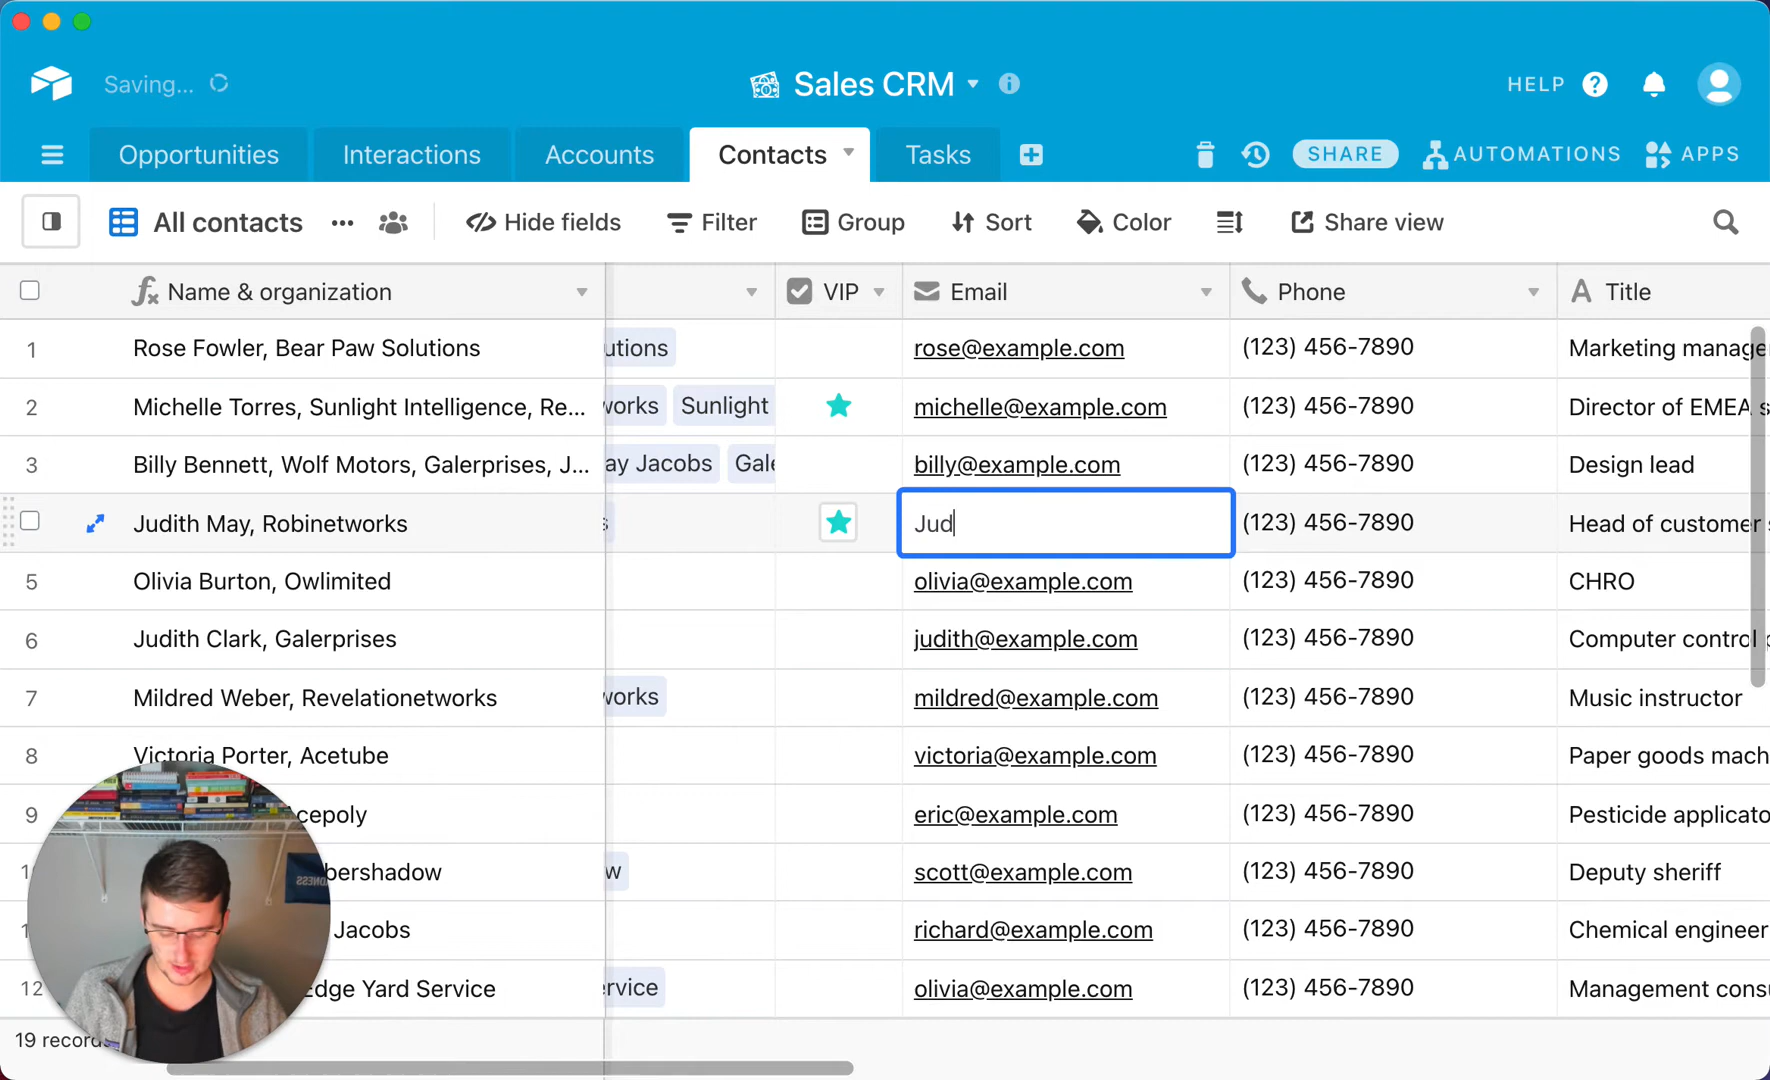 Saving...
Sales CRM
HELP
Opportunities
Interactions
Accounts
Contacts
Tasks
SHARE
AUTOMATIONS
APPS
All contacts
Hide fields
Filter
Group
Sort
Color
Share view
Name & organization
VIP
Email
Phone
A Title
1 Rose Fowler, Bear Paw Solutions utions rose@example.com (123) 456-7890 Marketing manage
2 Michelle Torres, Sunlight Intelligence, Re... works Sunlight michelle@example.com (123) 456-7890 Director of EMEA s
3 Billy Bennett, Wolf Motors, Galerprises, J... ay Jacobs Gale billy@example.com (123) 456-7890 Design lead
Judith May, Robinetworks s Jud (123) 456-7890 Head of customer s
5 Olivia Burton, Owlimited olivia@example.com (123) 456-7890 CHRO
6 Judith Clark, Galerprises judith@example.com (123) 456-7890 Computer control p
7 Mildred Weber, Revelationetworks works mildred@example.com (123) 456-7890 Music instructor
8 Victoria Porter, Acetube victoria@example.com (123) 456-7890 Paper goods mach
9 cepoly eric@example.com (123) 456-7890 Pesticide applicato
1 bershadow w scott@example.com (123) 456-7890 Deputy sheriff
1 Jacobs richard@example.com (123) 456-7890 Chemical engineer
12 Edge Yard Service ervice olivia@example.com (123) 456-7890 Management consu
19 records